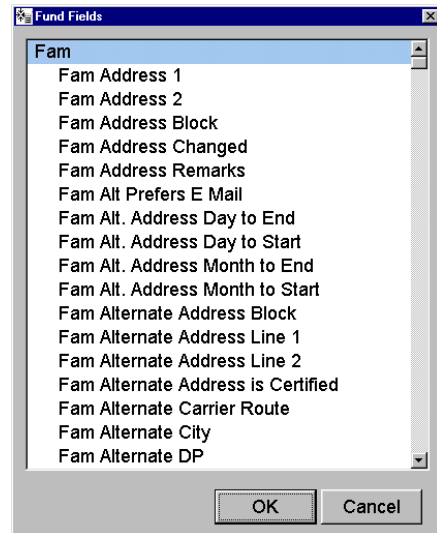 Fund Fields
Fam
Fam Address 1
Fam Address 2
Fam Address Block
Fam Address Changed
Fam Address Remarks
Fam Alt Prefers E Mail
Fam Alt. Address Day to End
Fam Alt. Address Day to Start
Fam Alt. Address Month to End
Fam Alt. Address Month to Start
Fam Alternate Address Block
Fam Alternate Address Line 1
Fam Alternate Address Line 2
Fam Alternate Address is Certified
Fam Alternate Carrier Route
Fam Alternate City
Fam Alternate DP
OK Cancel